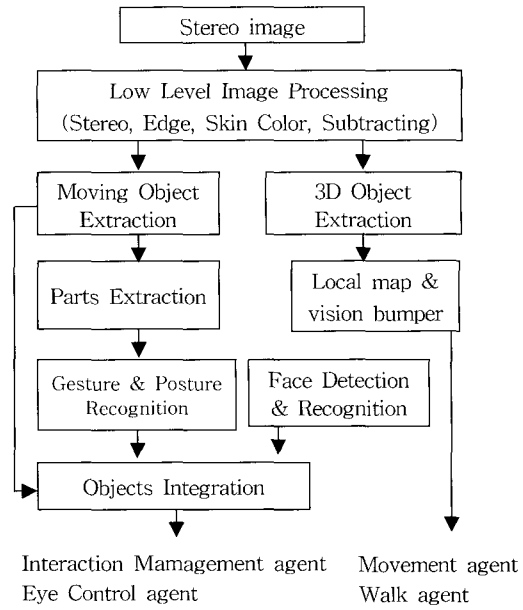 Stereo image
Low Level Image Processing
(Stereo, Edge, Skin Color, Subtracting)
Moving Object
Extraction
3D Object
Extraction
Parts Extraction
Local map &
vision bumper
Gesture & Posture
Recognition
Face Detection
& Recognition
Objects Integration
Interaction Mamagement agent
Eye Control agent
Movement agent
Walk agent